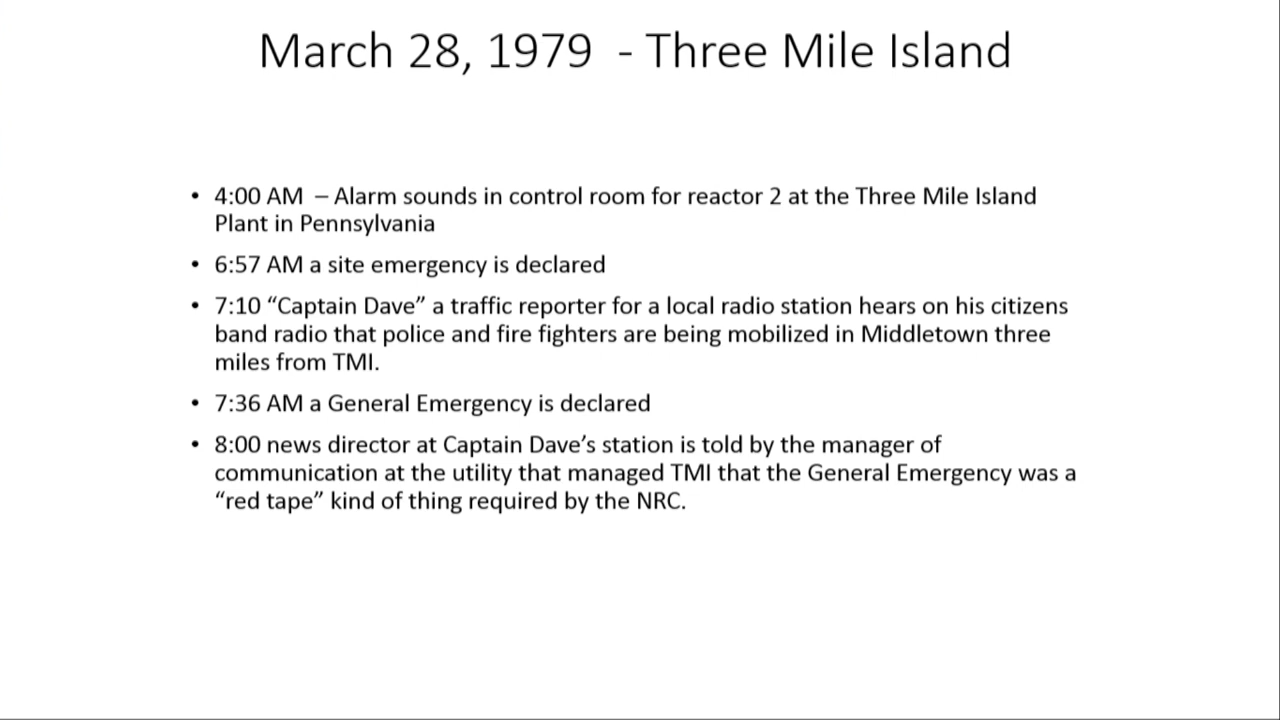 March 28, 1979  - Three Mile Island
• 4:00 AM  – Alarm sounds in control room for reactor 2 at the Three Mile Island
Plant in Pennsylvania
• 6:57 AM a site emergency is declared
• 7:10 “Captain Dave” a traffic reporter for a local radio station hears on his citizens
band radio that police and fire fighters are being mobilized in Middletown three
miles from TMI.
• 7:36 AM a General Emergency is declared
• 8:00 news director at Captain Dave’s station is told by the manager of
communication at the utility that managed TMI that the General Emergency was a
“red tape” kind of thing required by the NRC.